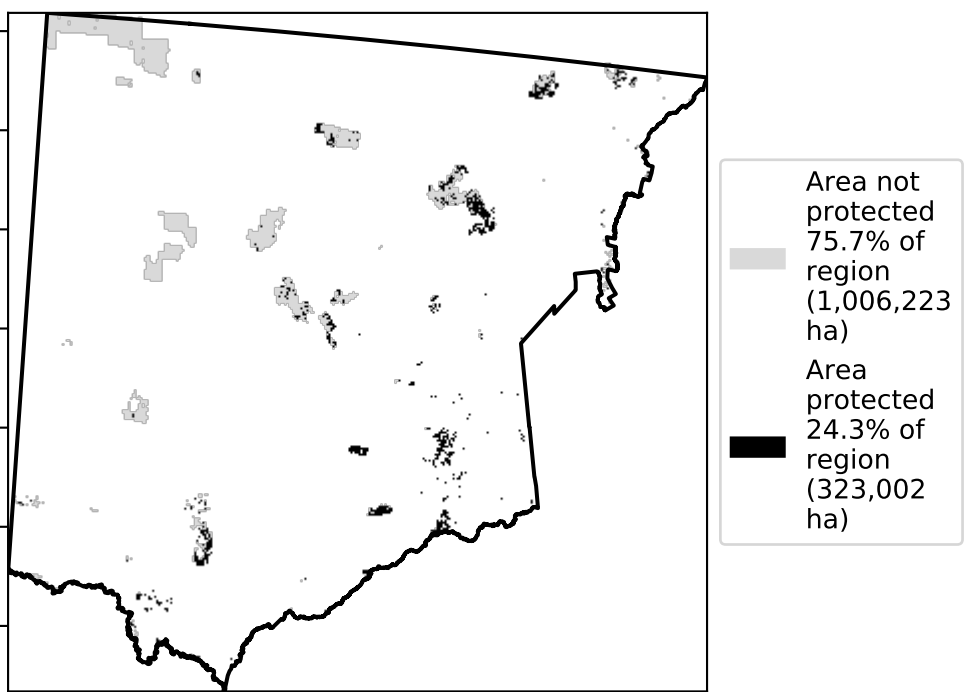 Area not
protected
75.7% of
region
(1,006,223
ha)
Area
protected
24.3% of
region
(323,002
ha)